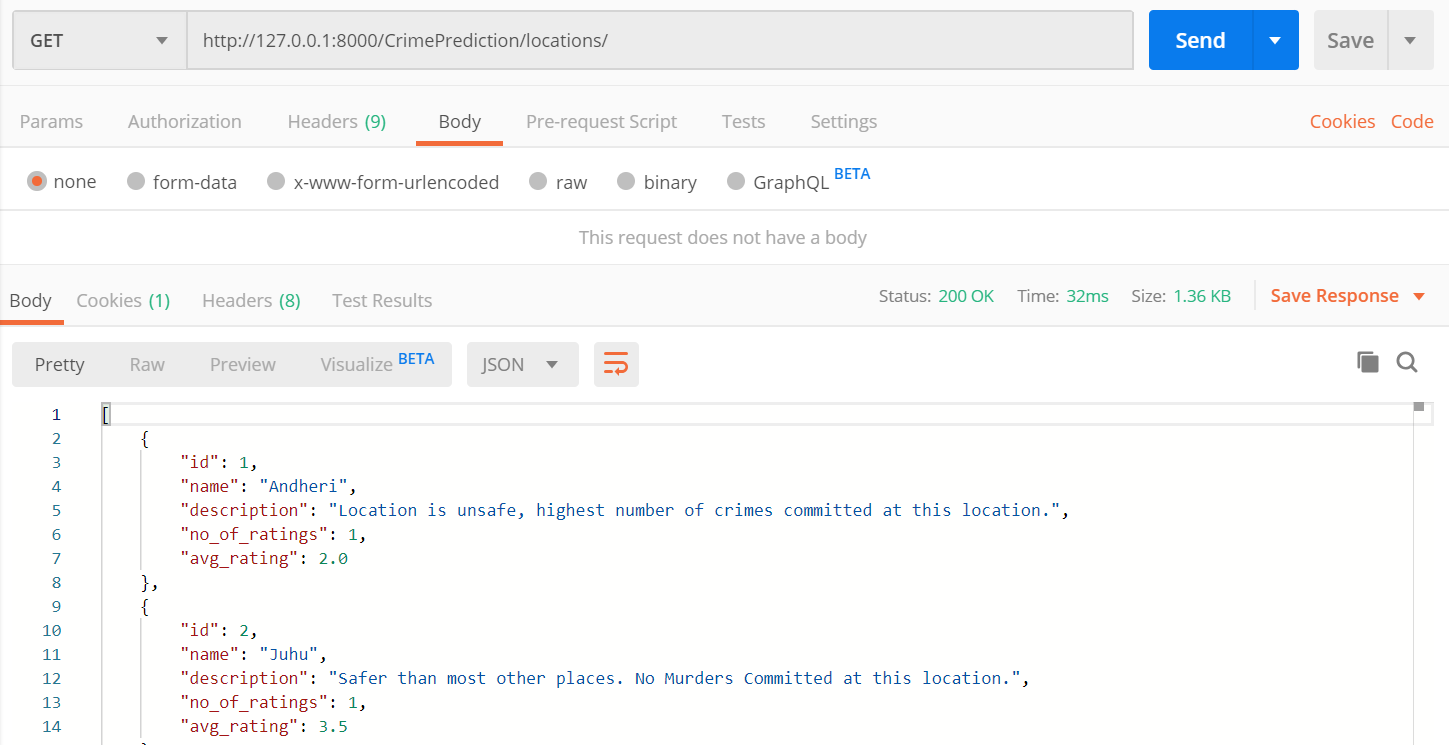 GET http://127.0.0.1:8000/CrimePrediction/locations/ Send Save
Params Authorization Headers (9) Body Pre-request Script Tests Settings Cookies Code
none form-data x-www-form-urlencoded raw binary GraphQL BETA
This request does not have a body
Body Cookies (1) Headers (8) Test Results Status: 200 OK Time: 32ms Size: 1.36 KB Save Response
Pretty Raw Preview Visualize BETA JSON
1 [
2 {
3 "id": 1,
4 "name": "Andheri",
5 "description": "Location is unsafe, highest number of crimes committed at this location.",
6 "no_of_ratings": 1,
7 "avg_rating": 2.0
8 },
9 {
10 "id": 2,
11 "name": "Juhu",
12 "description": "Safer than most other places. No Murders Committed at this location.",
13 "no_of_ratings": 1,
14 "avg_rating": 3.5